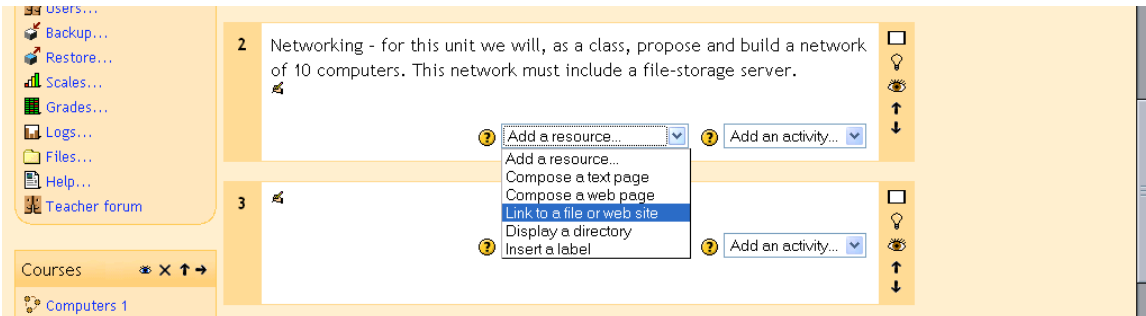 Users...
Backup...
Restore...
Scales...
Grades...
Logs...
Files...
Help...
Teacher forum
Courses
Computers 1
2
Networking - for this unit we will, as a class, propose and build a network
of 10 computers. This network must include a file-storage server.
? Add a resource... ? Add an activity...
Add a resource...
Compose a text page
Compose a web page
Link to a file or web site
Display a directory
Insert a label
3
? ? Add an activity...